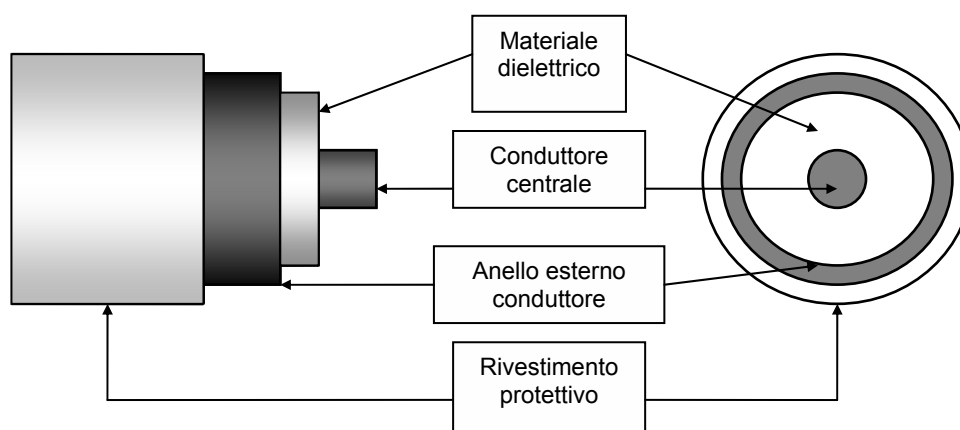 Materiale
dielettrico
Conduttore
centrale
Anello esterno
conduttore
Rivestimento
protettivo